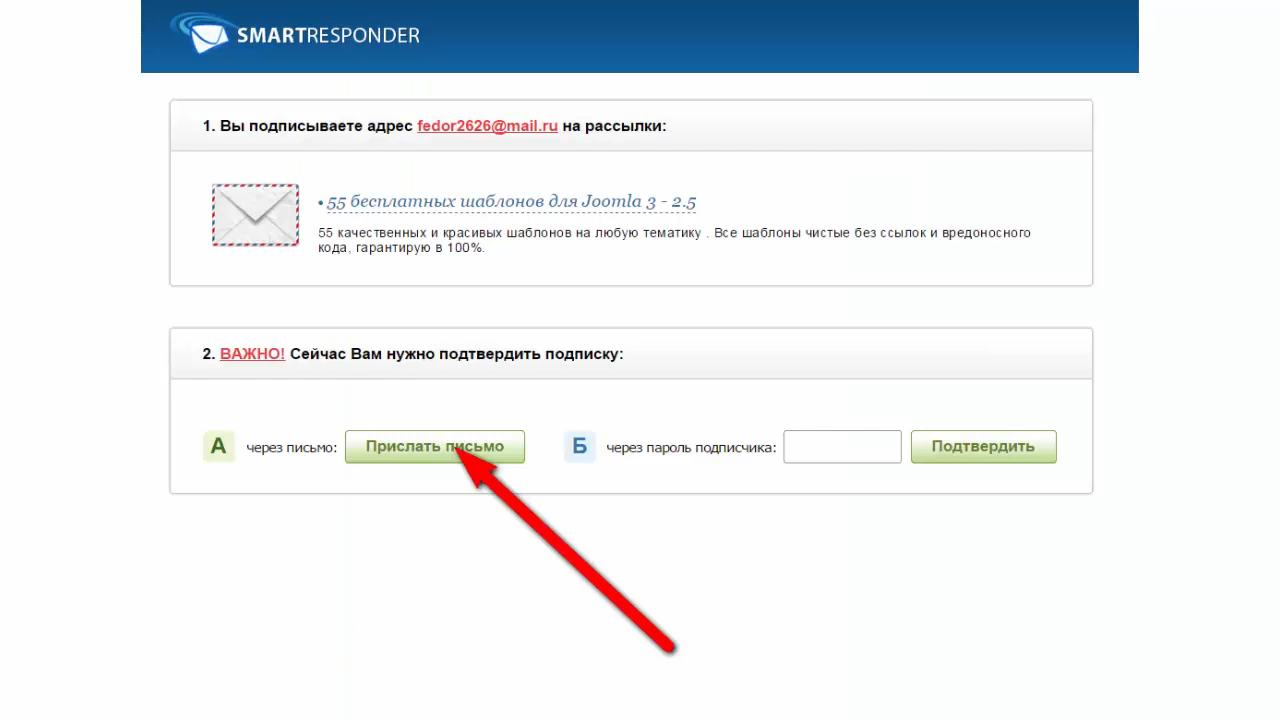 SMARTRESPONDER
1. Вы подписываете адрес fedor2626@mail.ru на рассылки:
• 55 бесплатных шаблонов для Joomla 3 - 2.5
55 качественных и красивых шаблонов на любую тематику . Все шаблоны чистые без ссылок и вредоносного
кода, гарантирую в 100%.
2. ВАЖНО! Сейчас Вам нужно подтвердить подписку:
А через письмо: Прислать письмо Б через пароль подписчика: Подтвердить